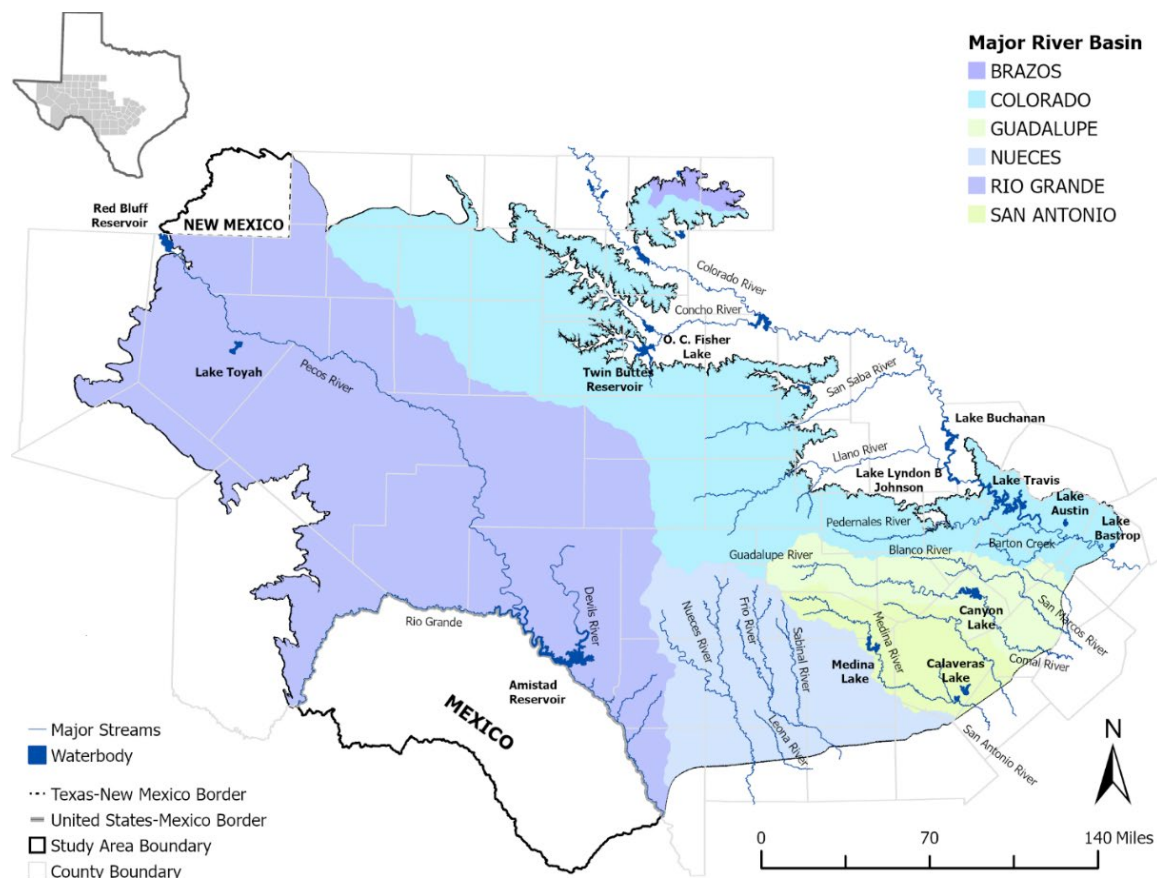 Major River Basin
BRAZOS
COLORADO
GUADALUPE
NUECES
RIO GRANDE
SAN ANTONIO
Red Bluff
Reservoir
NEW MEXICO
Colorado River
Concho River
O. C. Fisher
Lake
Twin Buttes
Reservoir
Lake Toyah
Pecos River
San Saba River
Lake Buchanan
Llano River
Lake Lyndon B
Johnson
Lake Travis
Lake
Austin
Lake
Bastrop
Pedernales River
Barton Creek
Guadalupe River
Blanco River
Devils River
Nueces River
Frio River
Sabinal River
Medina River
Canyon
Lake
San Marcos River
Rio Grande
Comal River
Medina
Lake
Calaveras
Lake
Amistad
Reservoir
MEXICO
Leona River
San Antonio River
N
Major Streams
Waterbody
Texas-New Mexico Border
United States-Mexico Border
Study Area Boundary
County Boundary
0 70 140 Miles